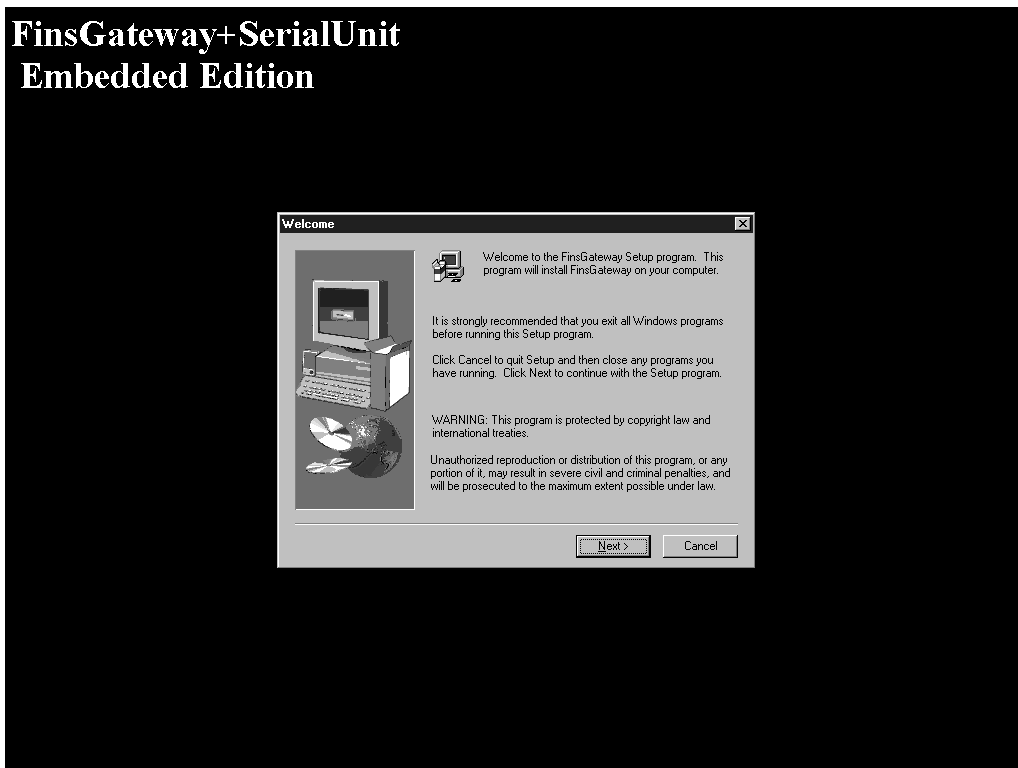 FinsGateway+SerialUnit
Embedded Edition
Welcome
Welcome to the FinsGateway Setup program. This
program will install FinsGateway on your computer.
It is strongly recommended that you exit all Windows programs
before running this Setup program.
Click Cancel to quit Setup and then close any programs you
have running. Click Next to continue with the Setup program.
WARNING: This program is protected by copyright law and
international treaties.
Unauthorized reproduction or distribution of this program, or any
portion of it, may result in severe civil and criminal penalties, and
will be prosecuted to the maximum extent possible under law.
Next >
Cancel